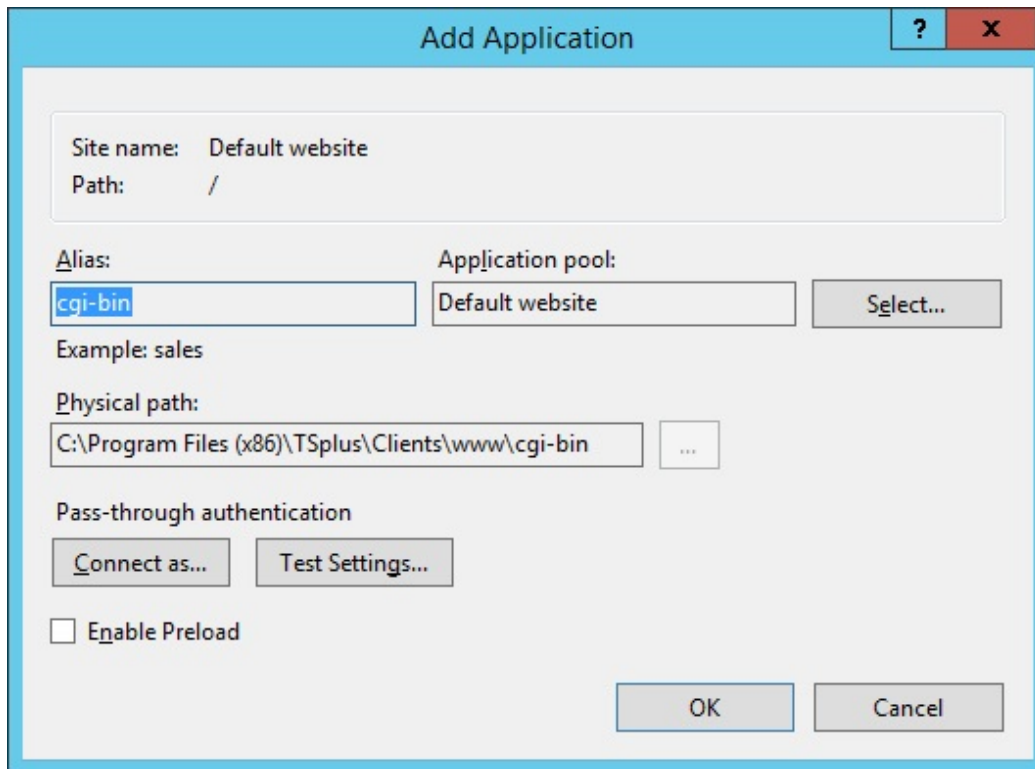 Add Application
?
x
Site name: Default website
Path: /
Alias:
Application pool:
cgi-bin
Default website
Select...
Example: sales
Physical path:
C:\Program Files (x86)\TSplus\Clients\www\cgi-bin
...
Pass-through authentication
Connect as...
Test Settings...
Enable Preload
OK
Cancel